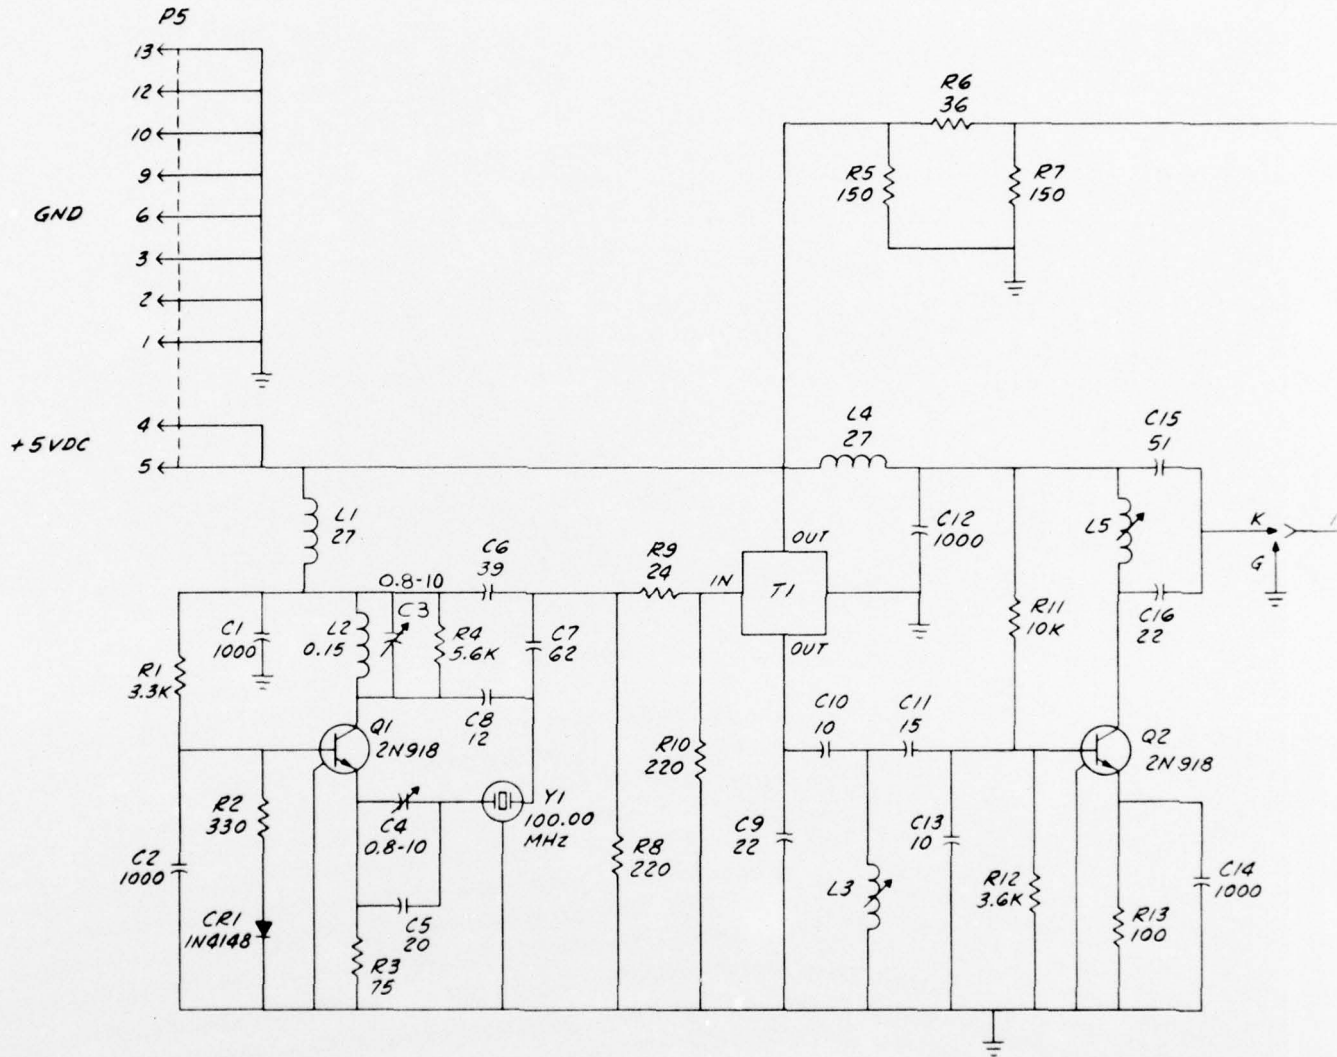 P5
13
12
10
9
GND
6
3
2
1
4
+5VDC
5
R6
36
R5
150
R7
150
L4
27
C15
51
L1
27
C12
1000
L5
K
G
C6
39
R9
24
IN
OUT
T1
OUT
0.8-10
C3
C1
1000
L2
0.15
R4
5.6K
C7
62
R11
10K
C16
22
R1
3.3K
Q1
2N918
C8
12
R10
220
C10
10
C11
15
Q2
2N918
R2
330
C4
0.8-10
Y1
100.00
MHZ
C2
1000
R8
220
C9
22
C13
10
L3
R12
3.6K
C14
1000
CR1
1N4148
C5
20
R3
75
R13
100